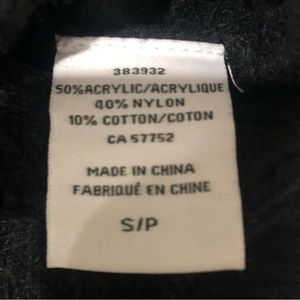 383932
50% ACRYLIC/ACRYLIQUE
40% NYLON
10% COTTON/COTON
CA 57752
MADE IN CHINA
FABRIQUÉ EN CHINE
S/P